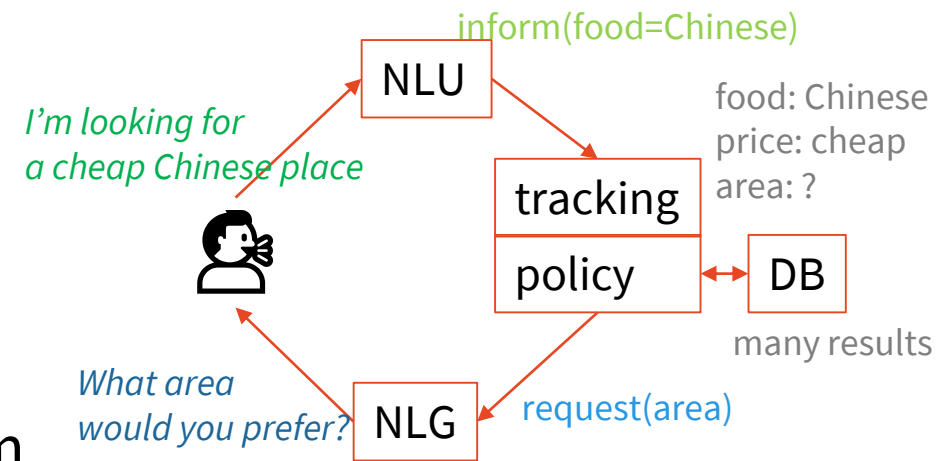 inform(food=Chinese)
NLU
I'm looking for
a cheap Chinese place
food: Chinese
price: cheap
area: ?
tracking
policy
DB
many results
What area
would you prefer?
NLG
request(area)